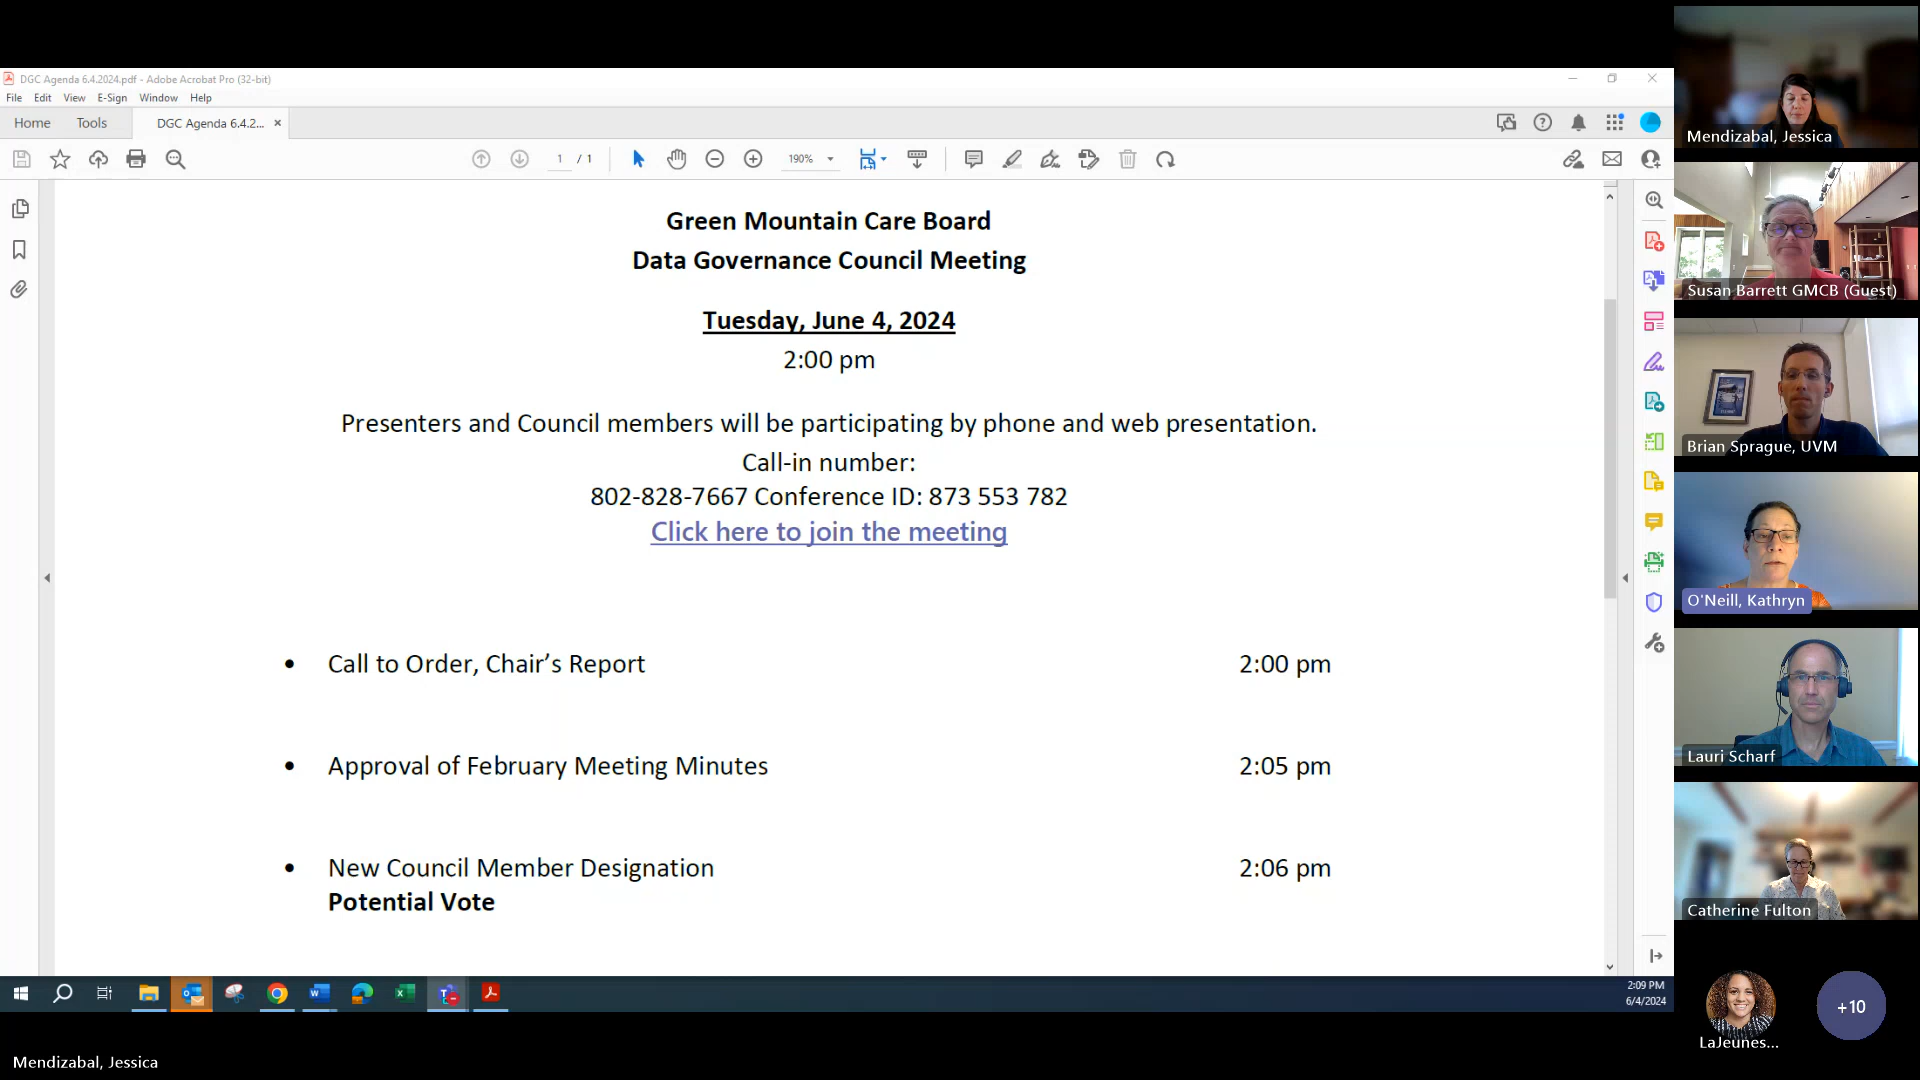 DGC Agenda 6.4.2024.pdf - Adobe Acrobat Pro (32-bit)
File Edit View E-Sign Window Help
Home Tools DGC Agenda 6.4.2... ×
1 / 1 190%
Green Mountain Care Board
Data Governance Council Meeting
Tuesday, June 4, 2024
2:00 pm
Presenters and Council members will be participating by phone and web presentation.
Call-in number:
802-828-7667 Conference ID: 873 553 782
Click here to join the meeting
• Call to Order, Chair’s Report 2:00 pm
• Approval of February Meeting Minutes 2:05 pm
• New Council Member Designation 2:06 pm
Potential Vote
2:09 PM
6/4/2024
Mendizabal, Jessica
Mendizabal, Jessica
Susan Barrett GMCB (Guest)
Brian Sprague, UVM
O'Neill, Kathryn
Lauri Scharf
Catherine Fulton
LaJeunes...
+10